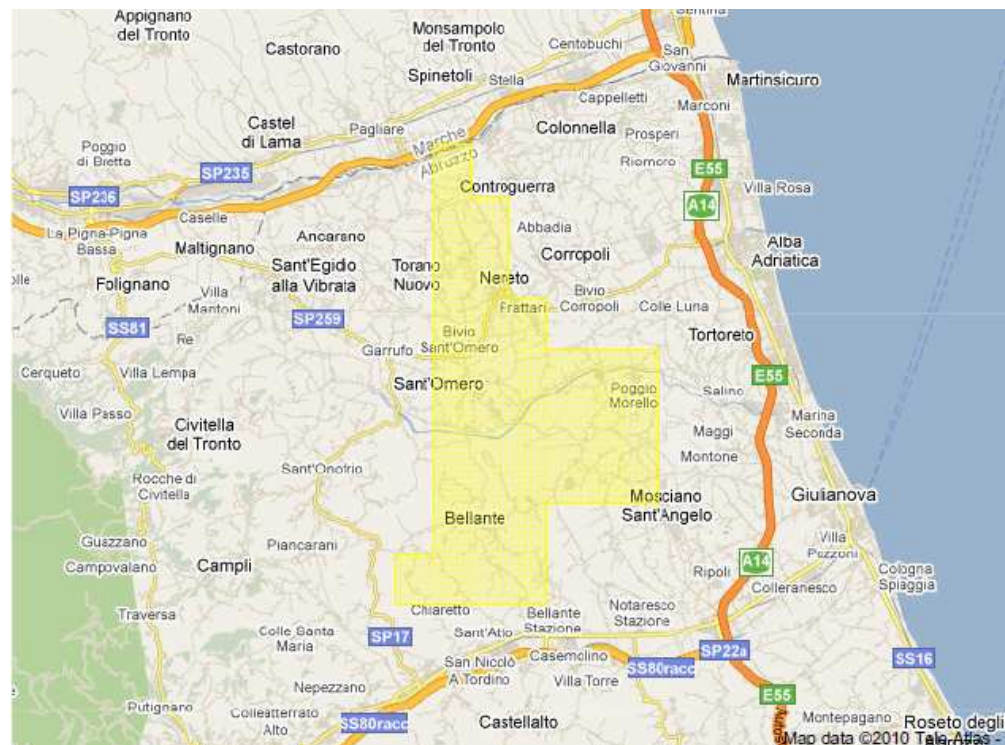 Appignano
del Tronto
Monsampolo
del Tronto
Sentina
Castorano
Centobuchi
San
Giovanni
Spinetoli
Stella
Martinsicuro
Cappelletti
Marconi
Castel
di Lama
Pagliare
Colonnella
Prosperi
Poggio
di Bretta
Marche
Abruzzo
Riomoro
SP235
E55
SP236
Controguerra
Villa Rosa
A14
Caselle
La Pigna-Pigna
Bassa
Abbadia
Ancarano
Maltignano
Corropoli
Alba
Adriatica
Sant'Egidio
alla Vibrata
Torano
Nuovo
Nereto
Folignano
Villa
Mantoni
Bivio
Corropoli
Colle Luna
Frattari
SP259
SS81
Re
Bivio
Sant'Omero
Tortoreto
Garrufo
Cerqueto
Villa Lempa
E55
Sant'Omero
Poggio
Morello
Salino
Villa Passo
Marina
Seconda
Civitella
del Tronto
Maggi
Montone
Sant'Onofrio
Rocche di
Civitella
Mosciano
Sant'Angelo
Giulianova
Bellante
Guazzano
Campovalano
Piancarani
Villa
Pozzoni
Campli
A14
Ripoli
Colleranesco
Cologna
Spiaggia
Traversa
Chiaretto
Bellante
Stazione
Notaresco
Stazione
Colle Santa
Maria
SP17
Sant'Atto
SP22a
SS16
San Niccolò
A Tordino
Casemolino
SS80racc
Villa Torre
Nepezzano
E55
Putignano
Colleatterrato
Alto
SS80racc
Castellalto
Montepagano
Roseto degli
Map data ©2010 Tele Atlas -